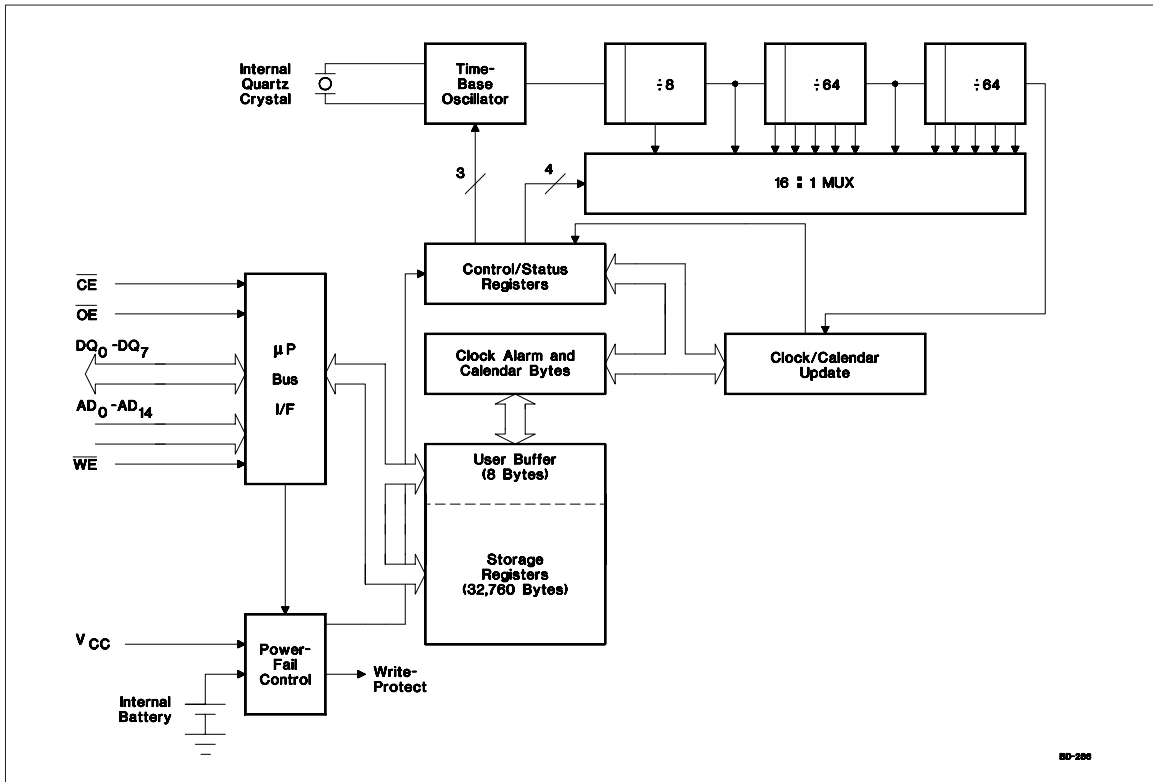 Internal
Quartz
Crystal
Time-
Base
Oscillator
÷8
÷64
÷64
3
4
16 : 1 MUX
Control/Status
Registers
CE
OE
DQ0 -DQ7
AD0 -AD14
WE
µP
Bus
I/F
Clock Alarm and
Calendar Bytes
Clock/Calendar
Update
User Buffer
(8 Bytes)
Storage
Registers
(32,760 Bytes)
VCC
Power-
Fail
Control
Write-
Protect
Internal
Battery
BD-286